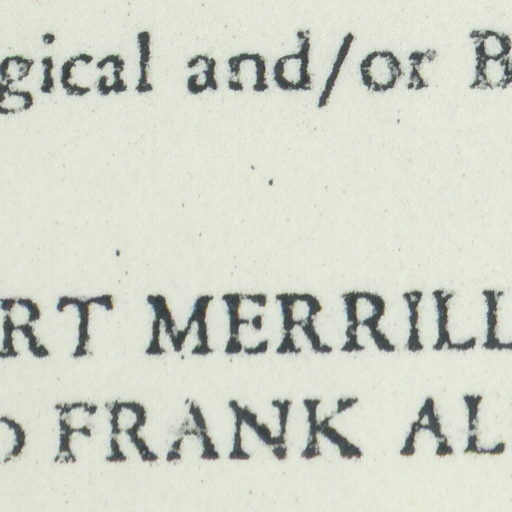 gical and/or B
RT MERRILL
D FRANK AL